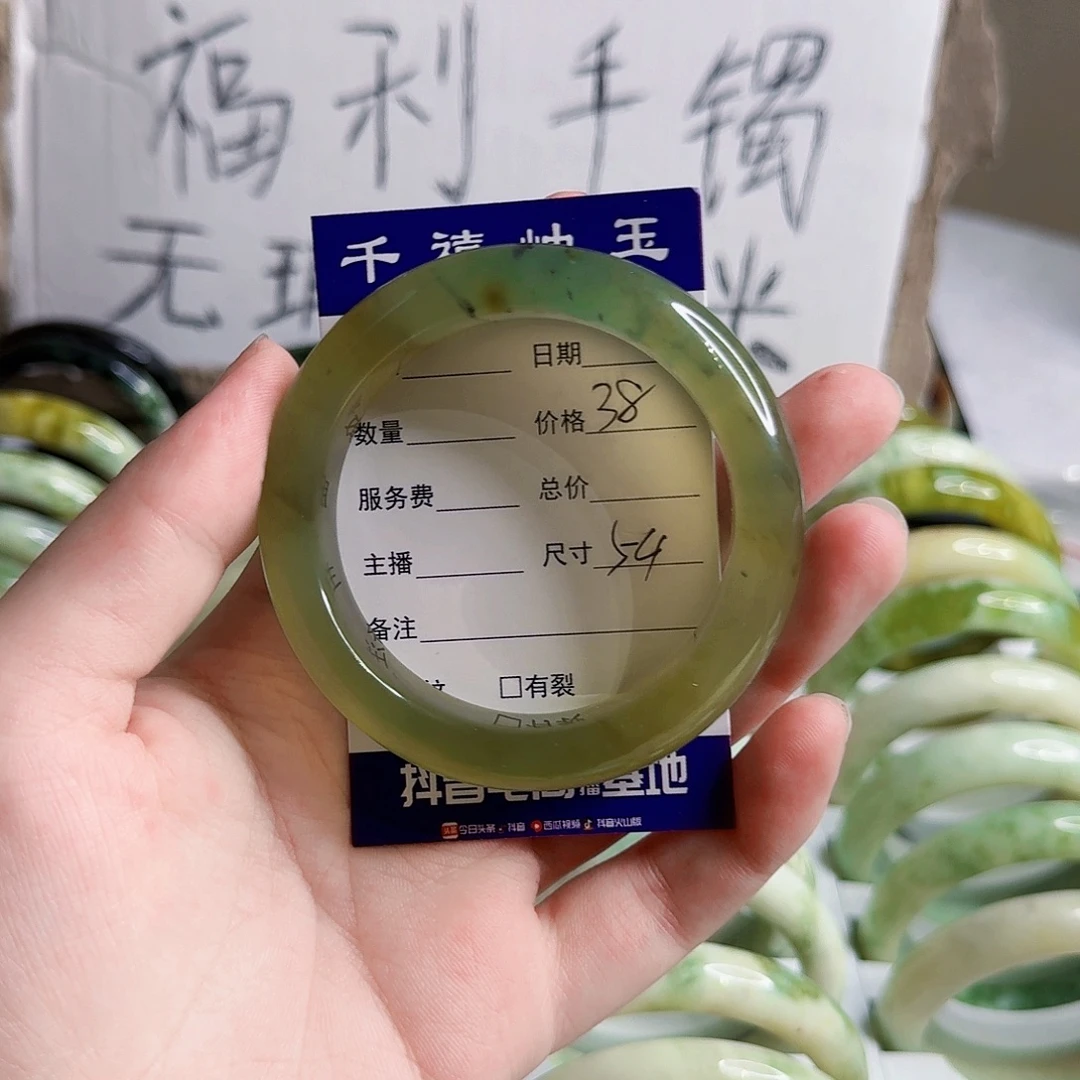 福利手镯
无
千禧岫玉
日期
数量 价格 38
服务费 总价
主播 尺寸 54
备注
纹 □有裂
抖音电商直播基地
今日头条 抖音 西瓜视频 抖音火山版